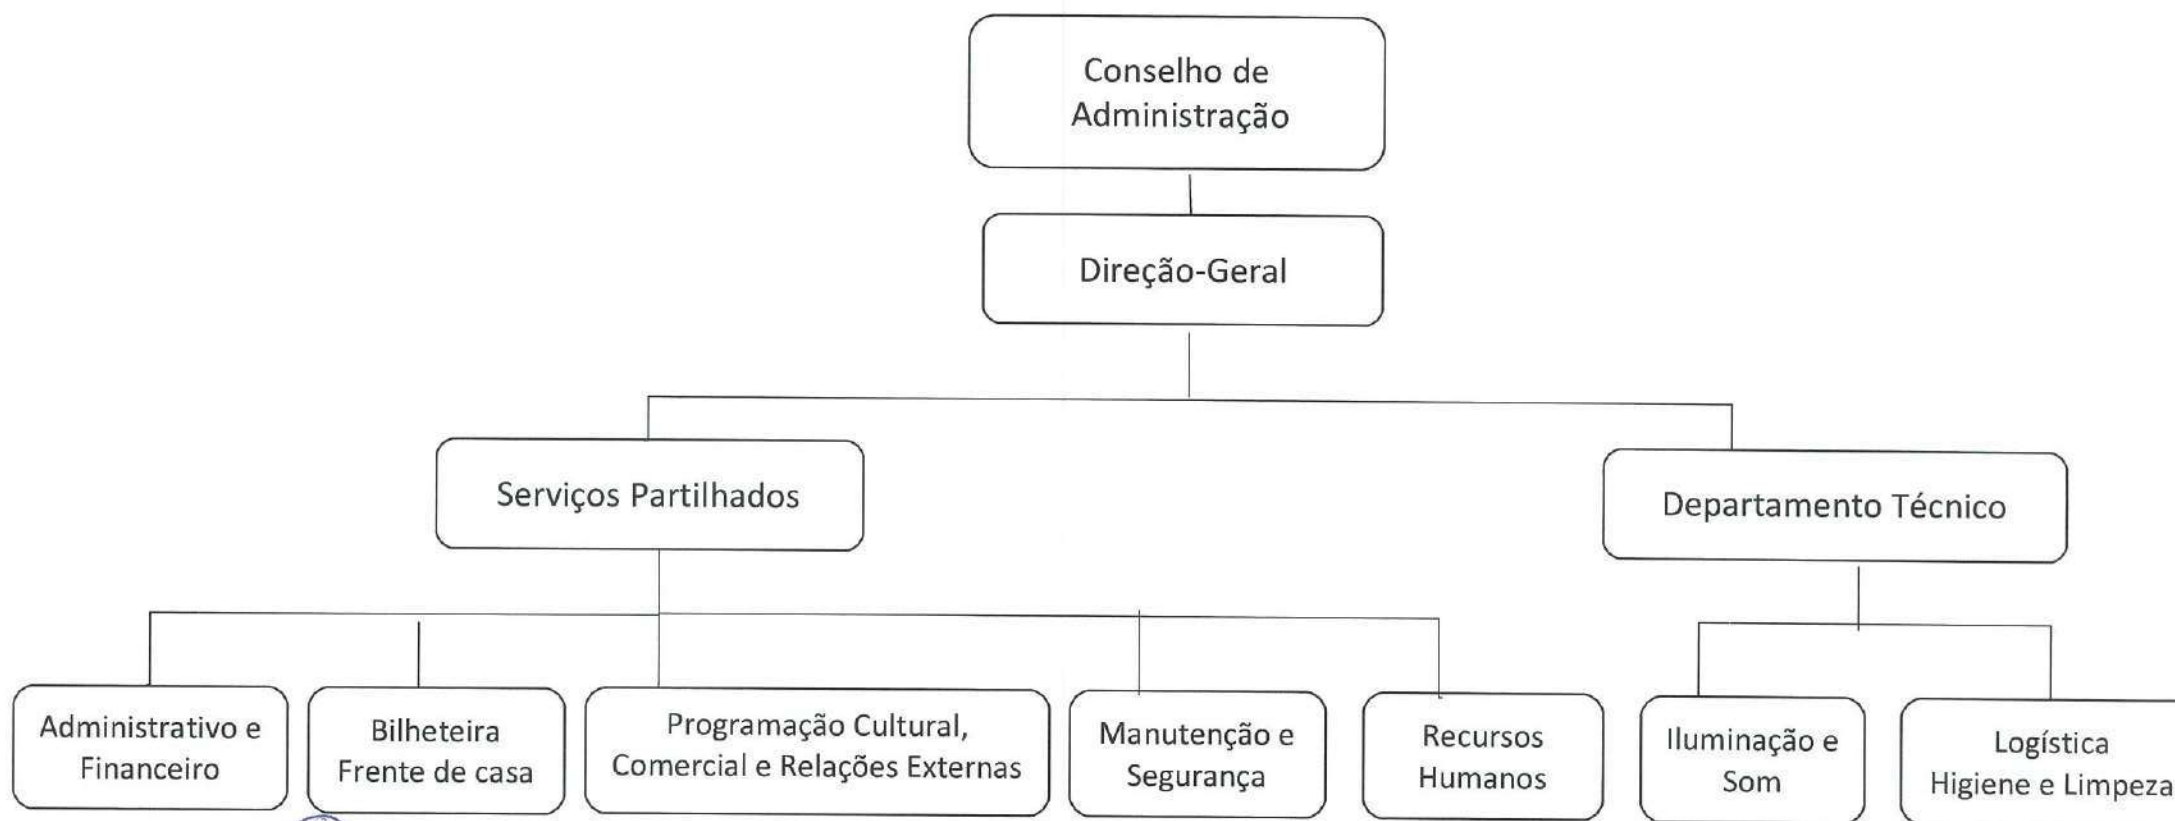 Conselho de
Administração
Direção-Geral
Serviços Partilhados
Departamento Técnico
Administrativo e
Financeiro
Bilheteira
Frente de casa
Programação Cultural,
Comercial e Relações Externas
Manutenção e
Segurança
Recursos
Humanos
Iluminação e
Som
Logística
Higiene e Limpeza